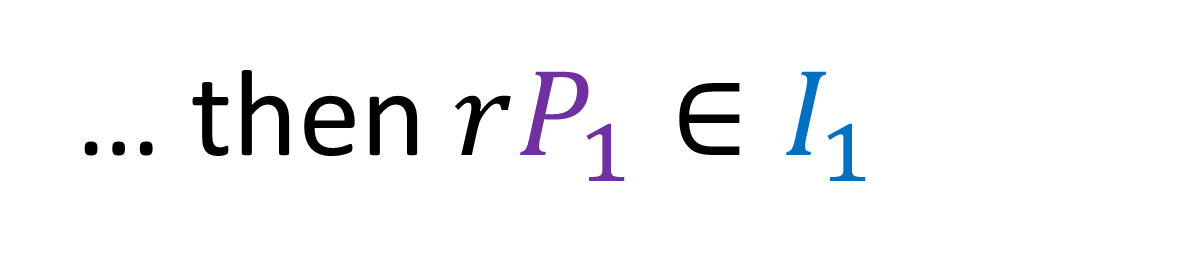 ... then rP₁ ∈ I₁